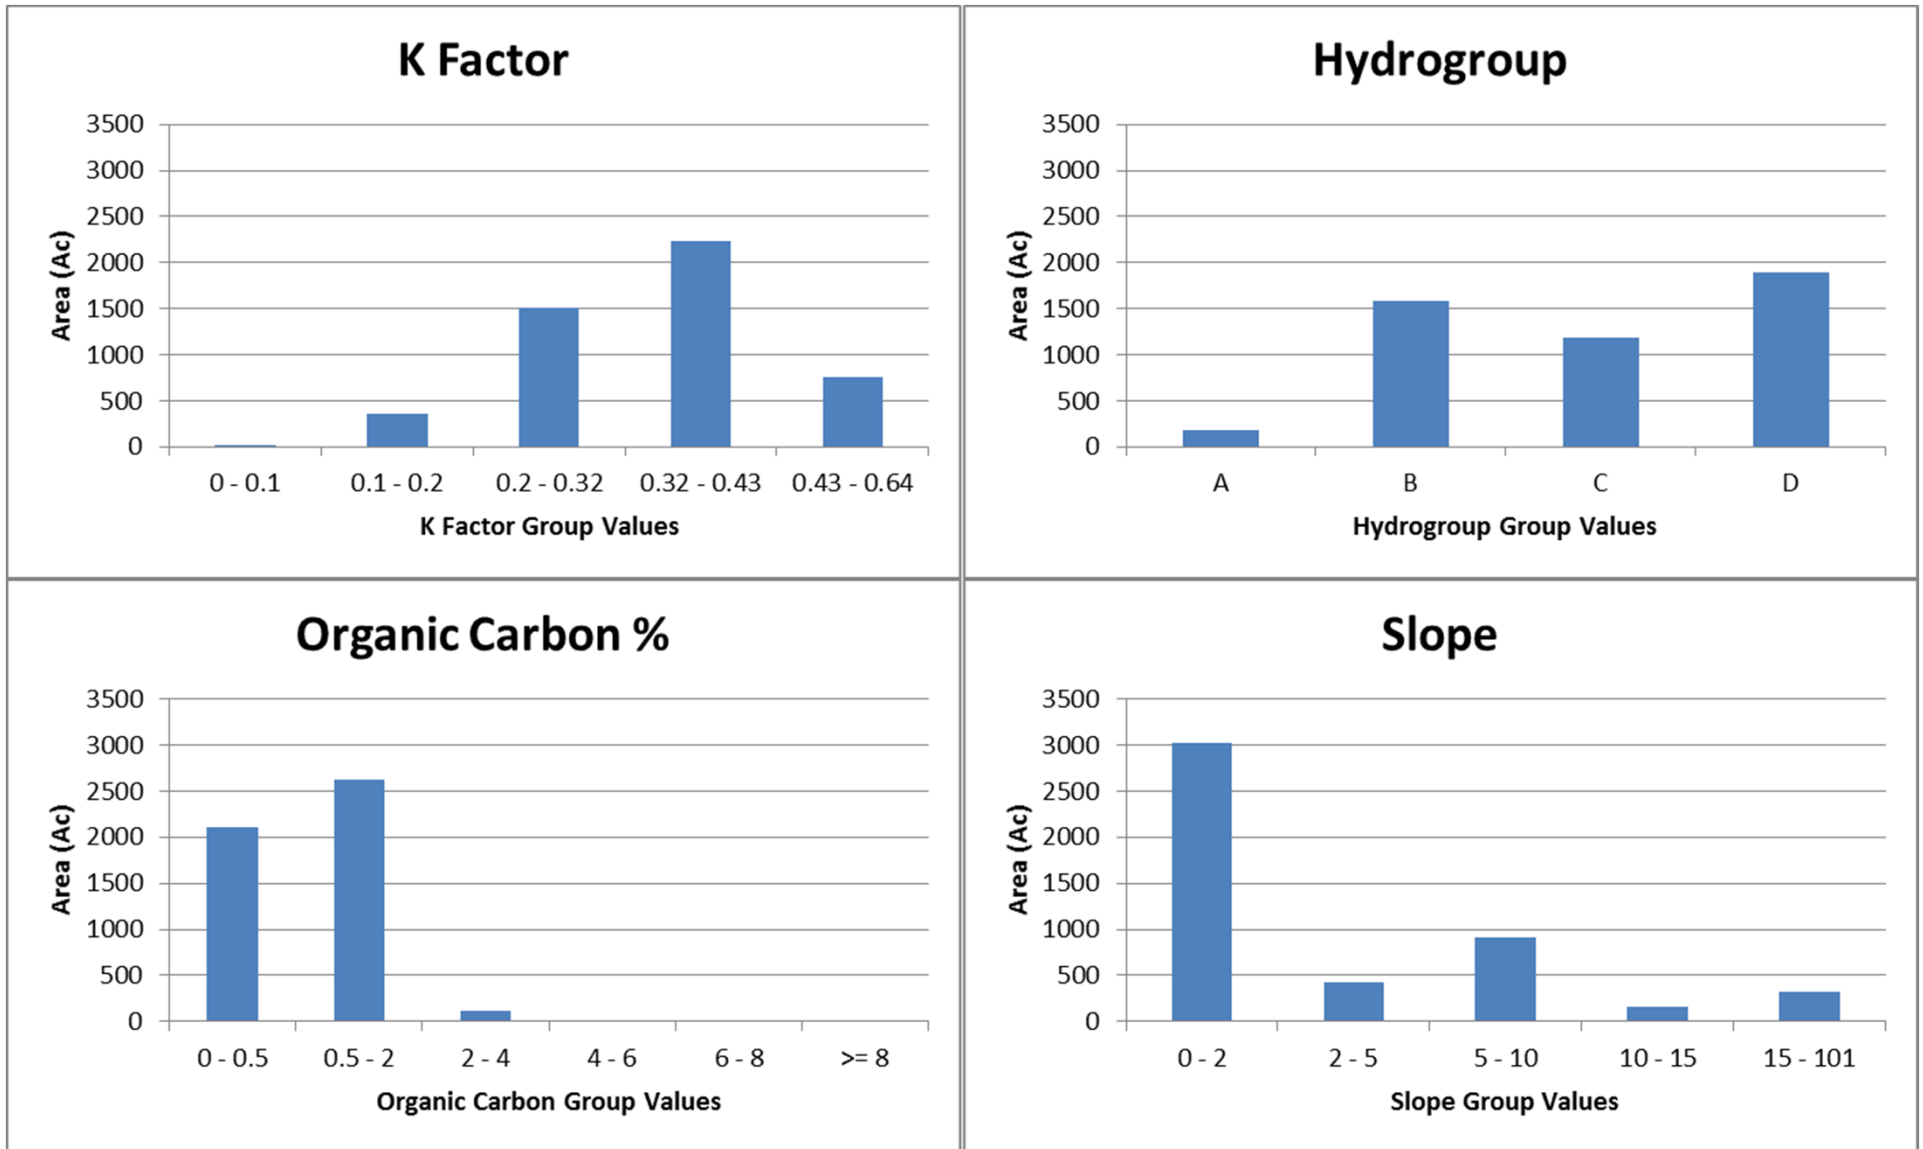 K Factor
3500
3000
2500
2000
1500
1000
500
0
Area (Ac)
0 - 0.1 0.1 - 0.2 0.2 - 0.32 0.32 - 0.43 0.43 - 0.64
K Factor Group Values
Hydrogroup
3500
3000
2500
2000
1500
1000
500
0
Area (Ac)
A B C D
Hydrogroup Group Values
Organic Carbon %
3500
3000
2500
2000
1500
1000
500
0
Area (Ac)
0 - 0.5 0.5 - 2 2 - 4 4 - 6 6 - 8 >= 8
Organic Carbon Group Values
Slope
3500
3000
2500
2000
1500
1000
500
0
Area (Ac)
0 - 2 2 - 5 5 - 10 10 - 15 15 - 101
Slope Group Values